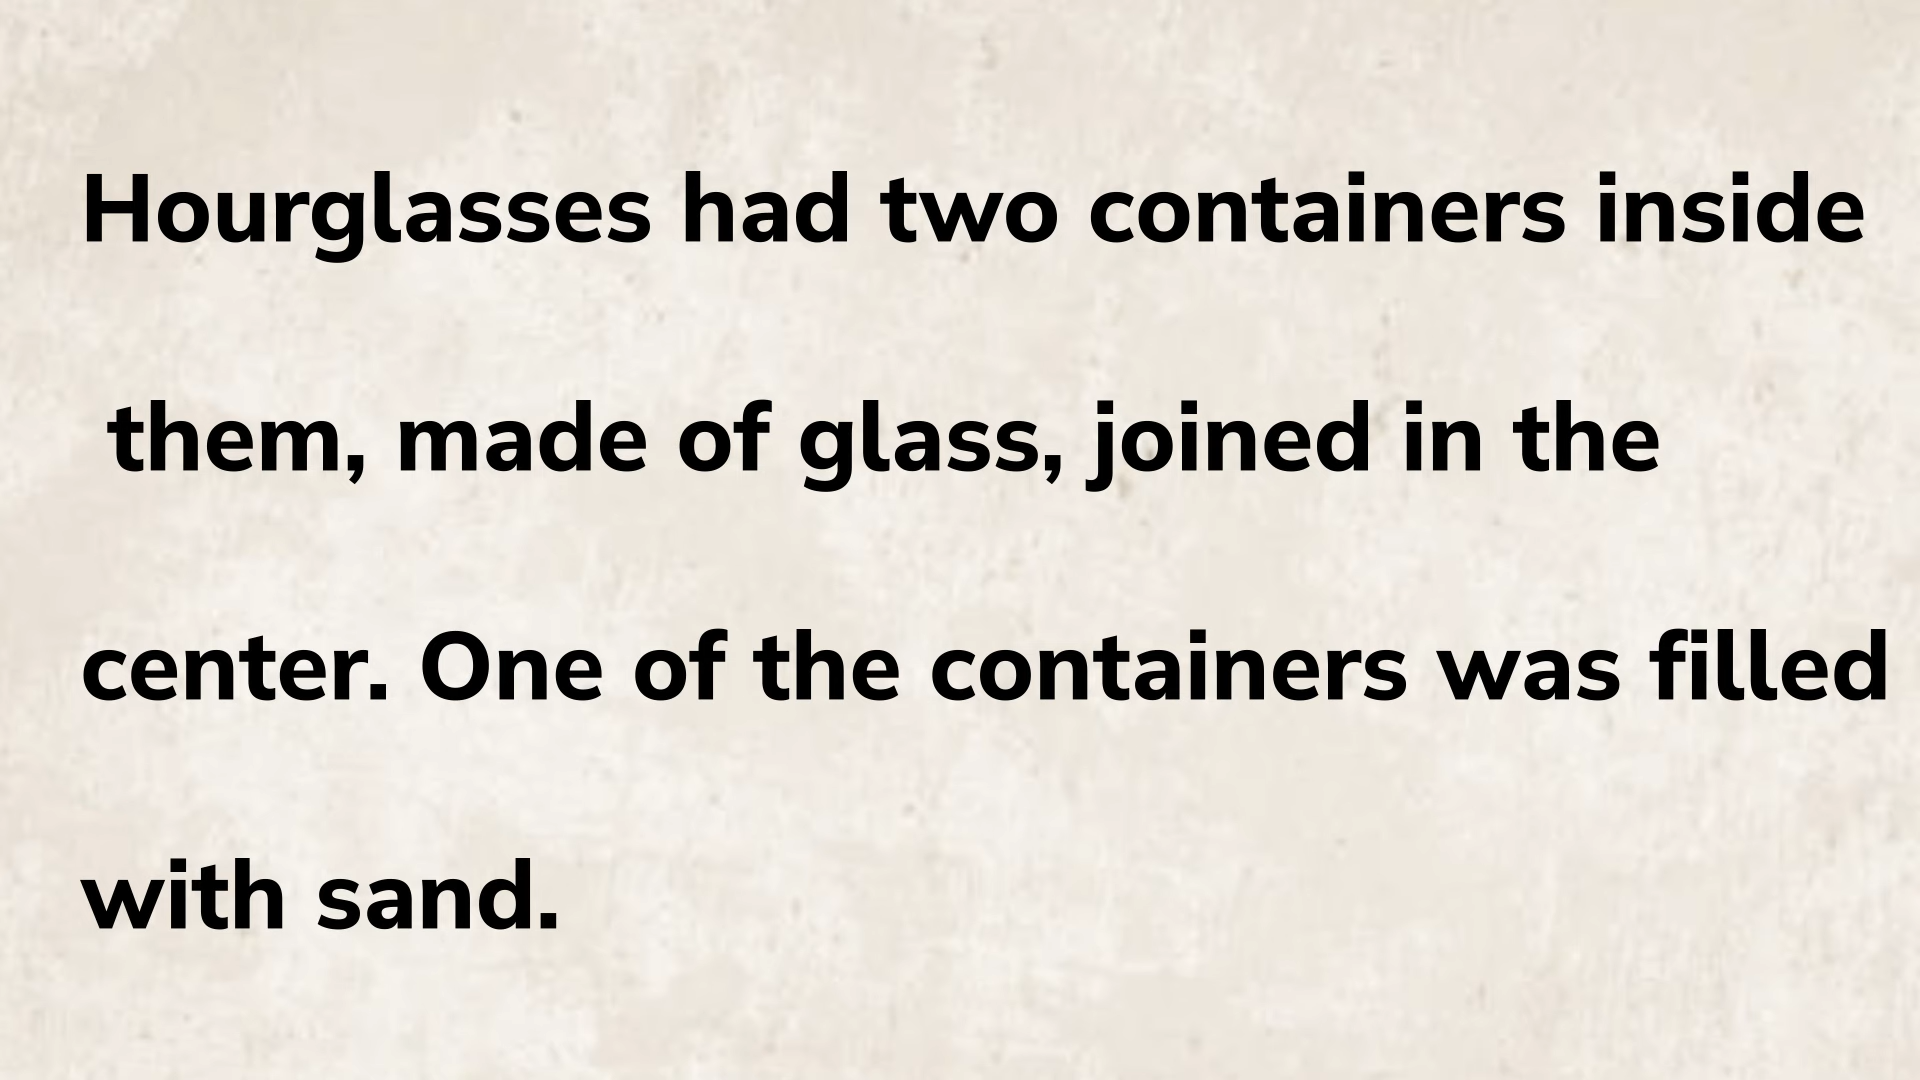 Hourglasses had two containers inside
them, made of glass, joined in the
center. One of the containers was filled
with sand.